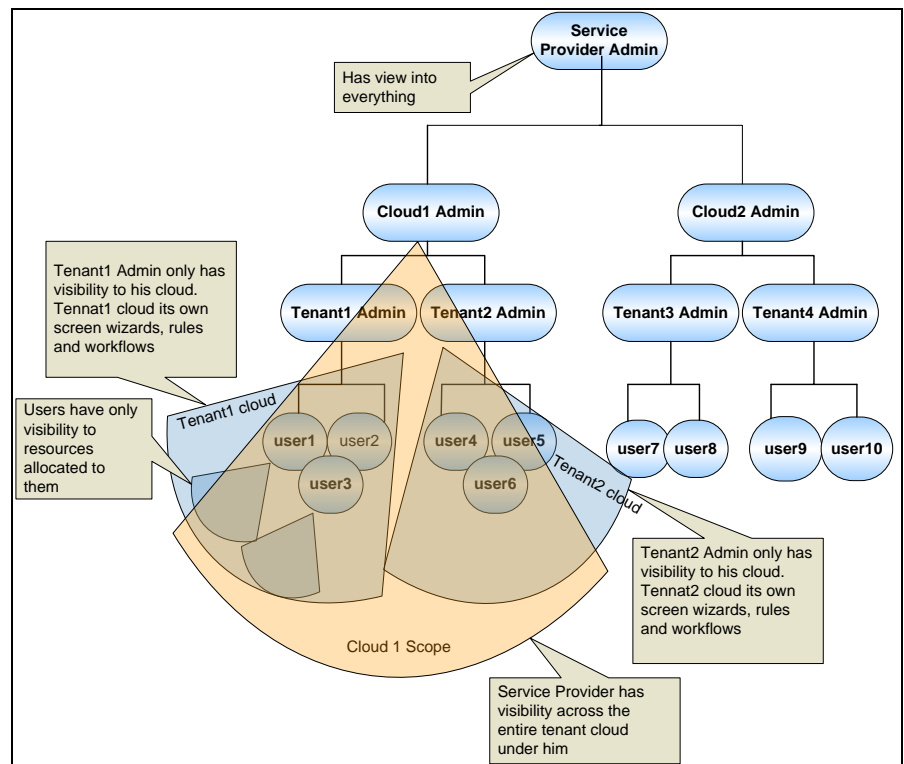 Service
Provider Admin
Has view into
everything
Cloud1 Admin
Cloud2 Admin
Tenant1 Admin only has
visibility to his cloud.
Tennat1 cloud its own
screen wizards, rules
and workflows
Tenant1 Admin
Tenant2 Admin
Tenant3 Admin
Tenant4 Admin
Users have only
visibility to
resources
allocated to
them
Tenant1 cloud
user1
user2
user3
user4
user5
user6
user7
user8
user9
user10
Tenant2 cloud
Tenant2 Admin only has
visibility to his cloud.
Tennat2 cloud its own
screen wizards, rules
and workflows
Cloud 1 Scope
Service Provider has
visibility across the
entire tenant cloud
under him